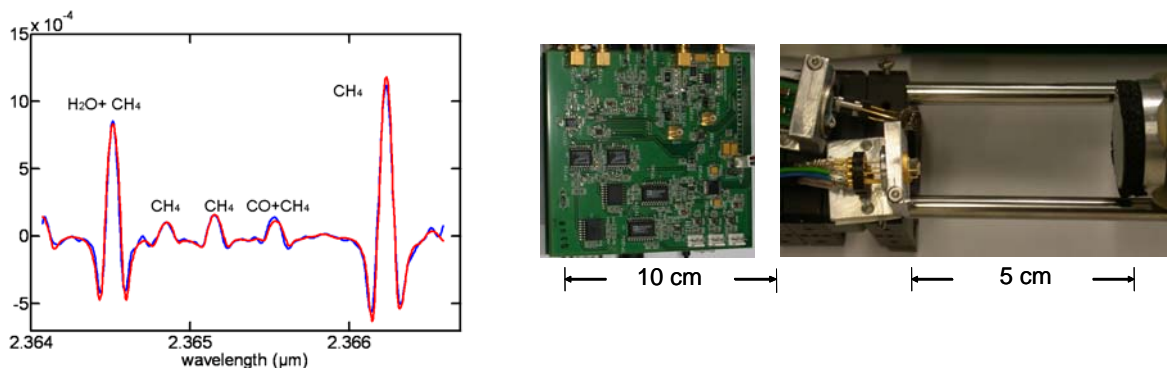 x 10⁻⁴
15
10
5
0
-5
H₂O+ CH₄
CH₄
CH₄
CO+CH₄
CH₄
2.364
2.365
2.366
wavelength (µm)
10 cm
5 cm